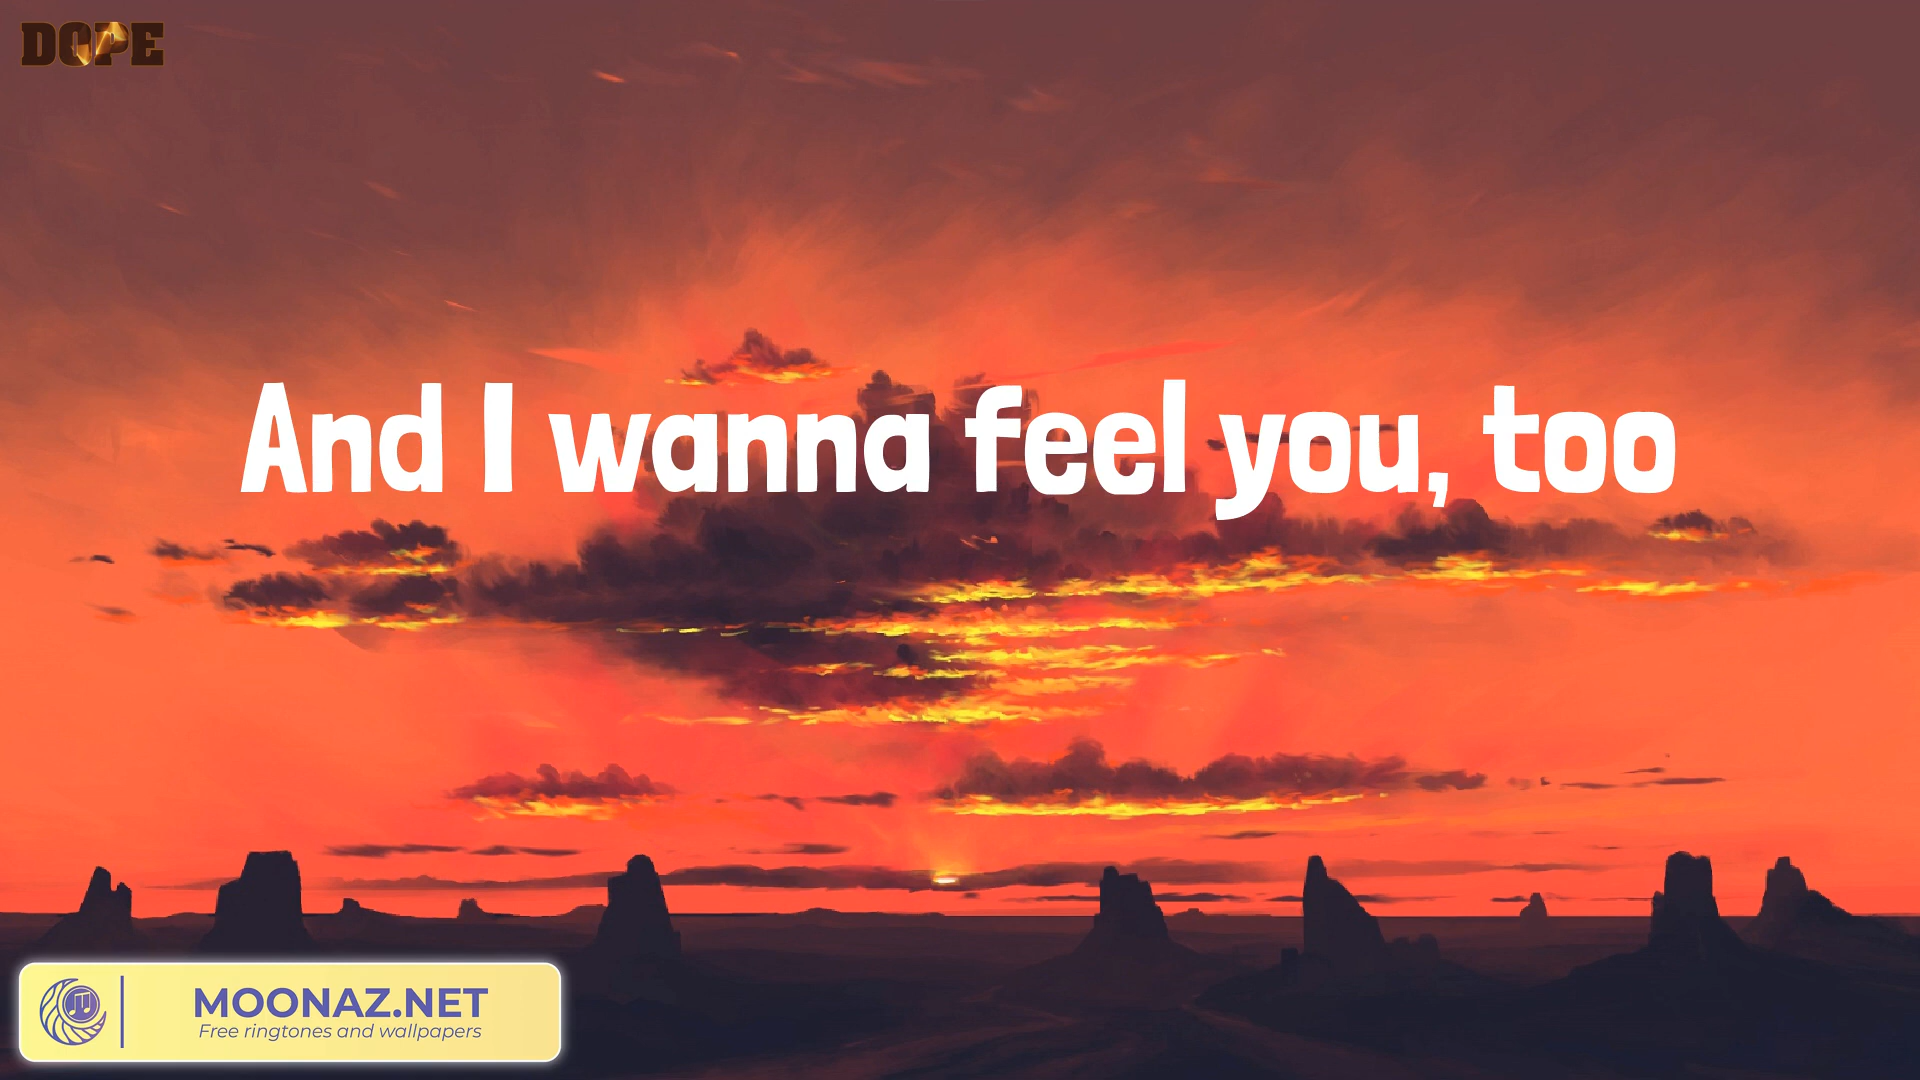 DOPE
And I wanna feel you, too
MOONAZ.NET
Free ringtones and wallpapers